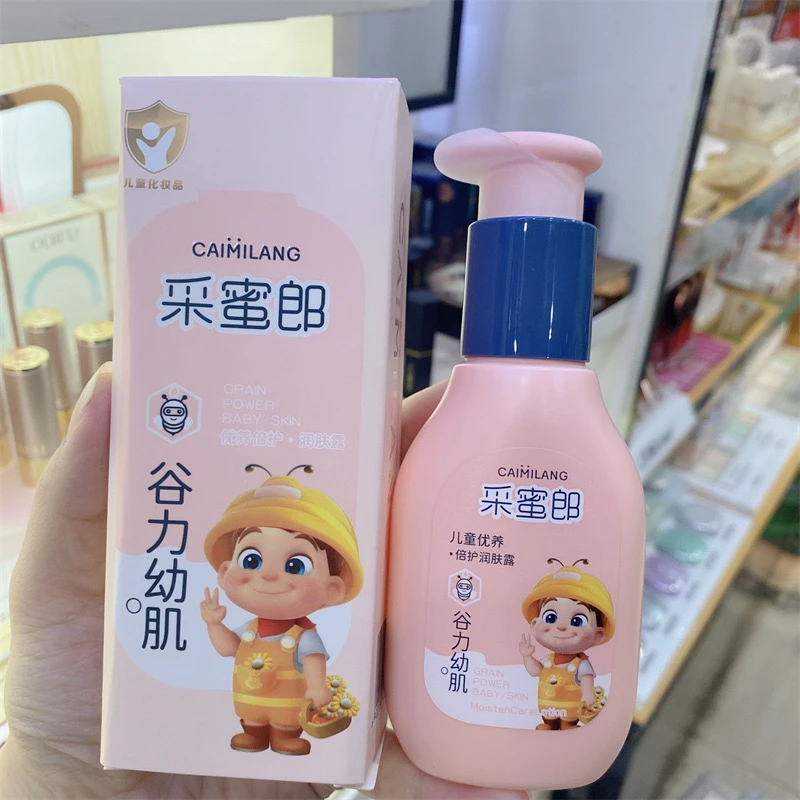 儿童化妆品
CAIMILANG
采蜜郎
GRAIN
POWER
BABY/SKIN
优养倍护·润肤露
谷力幼肌
CAIMILANG
采蜜郎
儿童优养
·倍护润肤露
谷力幼肌
GRAIN
POWER
BABY/SKIN
MoistenCareLotion